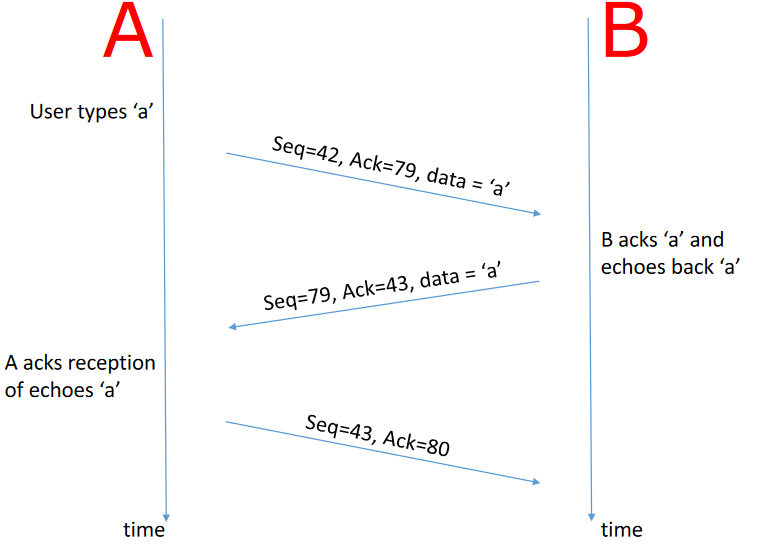 A
B
User types ‘a’
Seq=42, Ack=79, data = ‘a’
B acks ‘a’ and
echoes back ‘a’
Seq=79, Ack=43, data = ‘a’
A acks reception
of echoes ‘a’
Seq=43, Ack=80
time
time